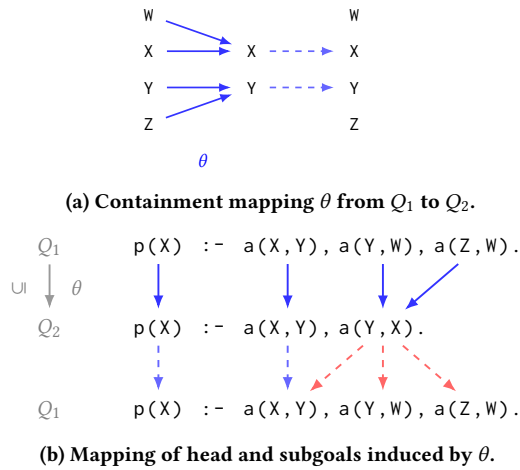 W W
X X X
Y Y Y
Z Z
θ
(a) Containment mapping θ from Q₁ to Q₂.
Q₁ p(X) :- a(X,Y), a(Y,W), a(Z,W).
⊆ θ
Q₂ p(X) :- a(X,Y), a(Y,X).
Q₁ p(X) :- a(X,Y), a(Y,W), a(Z,W).
(b) Mapping of head and subgoals induced by θ.